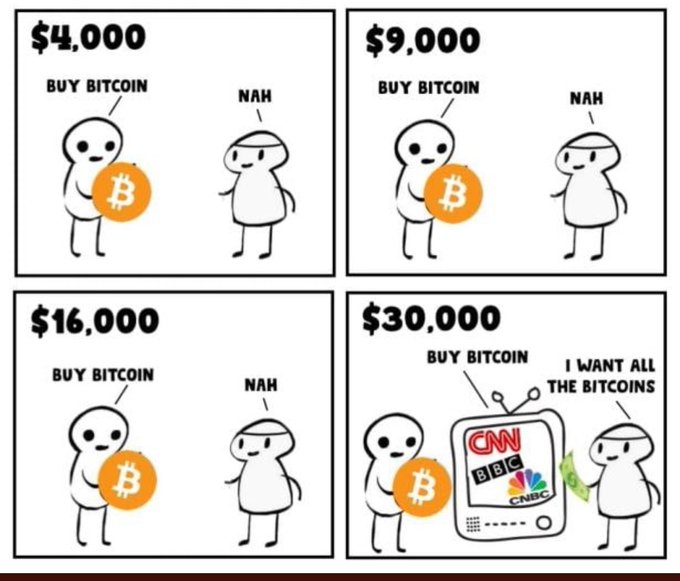 $4,000
BUY BITCOIN
NAH
₿
$9,000
BUY BITCOIN
NAH
₿
$16,000
BUY BITCOIN
NAH
₿
$30,000
BUY BITCOIN
I WANT ALL
THE BITCOINS
₿
CNN
BBC
CNBC
$